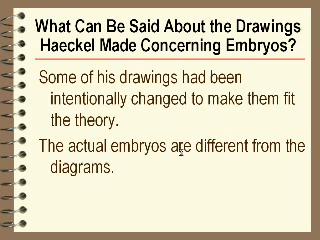 What Can Be Said About the Drawings
Haeckel Made Concerning Embryos?
Some of his drawings had been
intentionally changed to make them fit
the theory.
The actual embryos are different from the
diagrams.